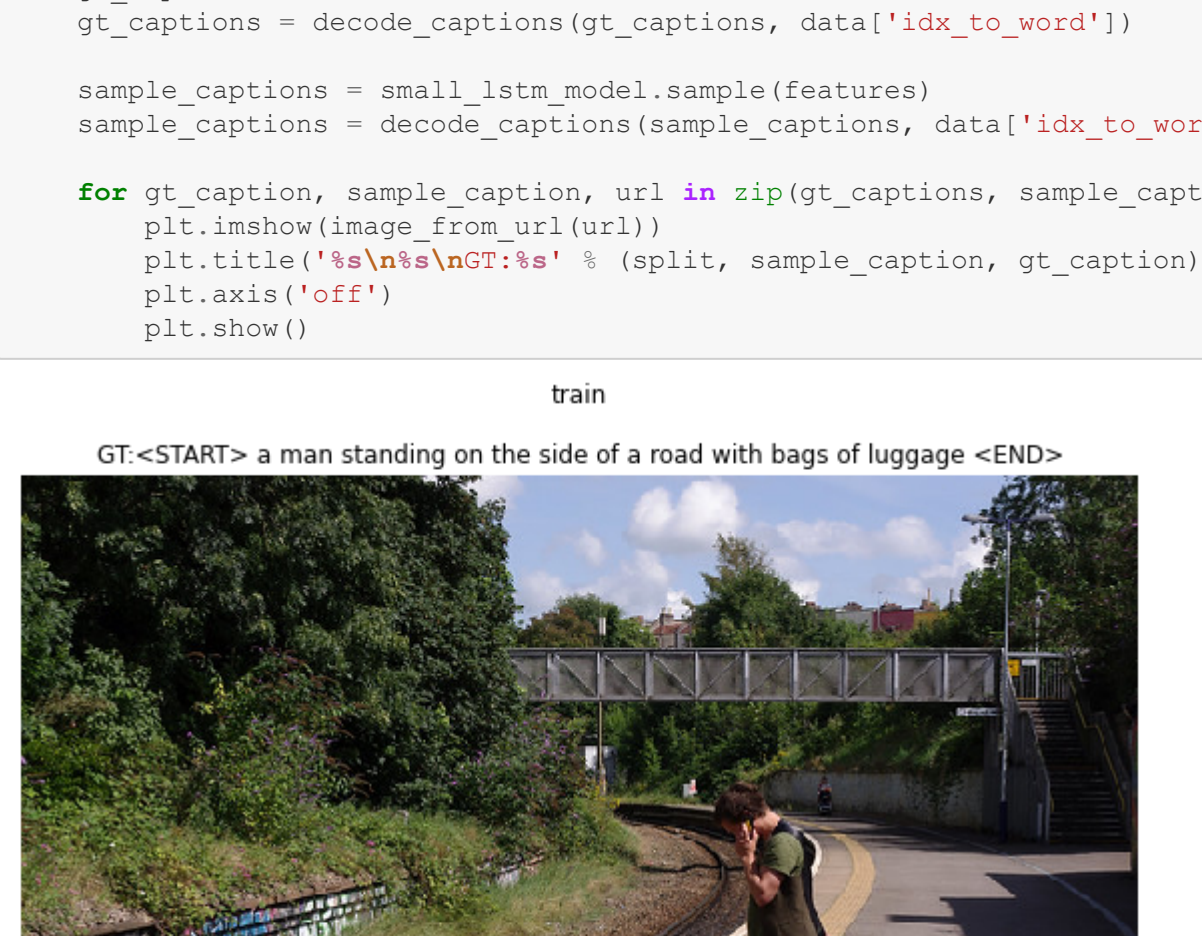 gt_captions = decode_captions(gt_captions, data['idx_to_word'])
sample_captions = small_lstm_model.sample(features)
sample_captions = decode_captions(sample_captions, data['idx_to_wor
for gt_caption, sample_caption, url in zip(gt_captions, sample_capt
plt.imshow(image_from_url(url))
plt.title('%s\n%s\nGT:%s' % (split, sample_caption, gt_caption)
plt.axis('off')
plt.show()
train
GT:<START> a man standing on the side of a road with bags of luggage <END>